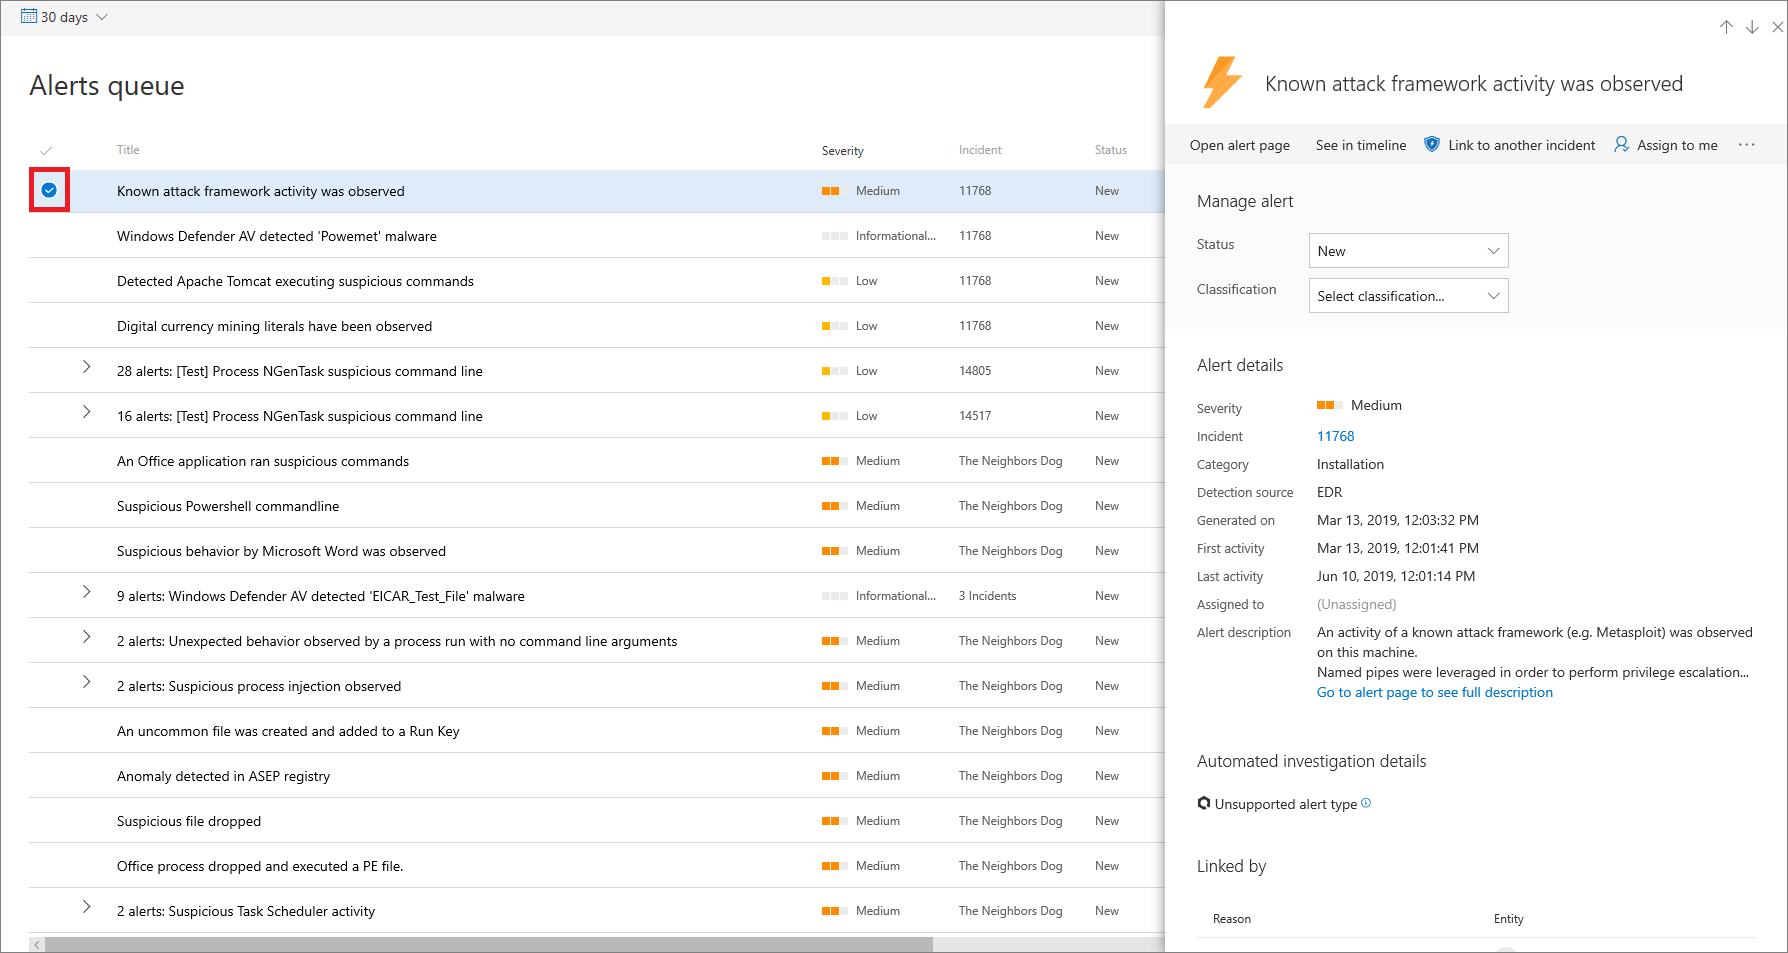 30 days
Alerts queue
Title Severity Incident Status
Known attack framework activity was observed Medium 11768 New
Windows Defender AV detected 'Powemet' malware Informational... 11768 New
Detected Apache Tomcat executing suspicious commands Low 11768 New
Digital currency mining literals have been observed Low 11768 New
28 alerts: [Test] Process NGenTask suspicious command line Low 14805 New
16 alerts: [Test] Process NGenTask suspicious command line Low 14517 New
An Office application ran suspicious commands Medium The Neighbors Dog New
Suspicious Powershell commandline Medium The Neighbors Dog New
Suspicious behavior by Microsoft Word was observed Medium The Neighbors Dog New
9 alerts: Windows Defender AV detected 'EICAR_Test_File' malware Informational... 3 Incidents New
2 alerts: Unexpected behavior observed by a process run with no command line arguments Medium The Neighbors Dog New
2 alerts: Suspicious process injection observed Medium The Neighbors Dog New
An uncommon file was created and added to a Run Key Medium The Neighbors Dog New
Anomaly detected in ASEP registry Medium The Neighbors Dog New
Suspicious file dropped Medium The Neighbors Dog New
Office process dropped and executed a PE file. Medium The Neighbors Dog New
2 alerts: Suspicious Task Scheduler activity Medium The Neighbors Dog New
Known attack framework activity was observed
Open alert page See in timeline Link to another incident Assign to me ...
Manage alert
Status New
Classification Select classification...
Alert details
Severity Medium
Incident 11768
Category Installation
Detection source EDR
Generated on Mar 13, 2019, 12:03:32 PM
First activity Mar 13, 2019, 12:01:41 PM
Last activity Jun 10, 2019, 12:01:14 PM
Assigned to (Unassigned)
Alert description An activity of a known attack framework (e.g. Metasploit) was observed
on this machine.
Named pipes were leveraged in order to perform privilege escalation...
Go to alert page to see full description
Automated investigation details
Unsupported alert type
Linked by
Reason Entity